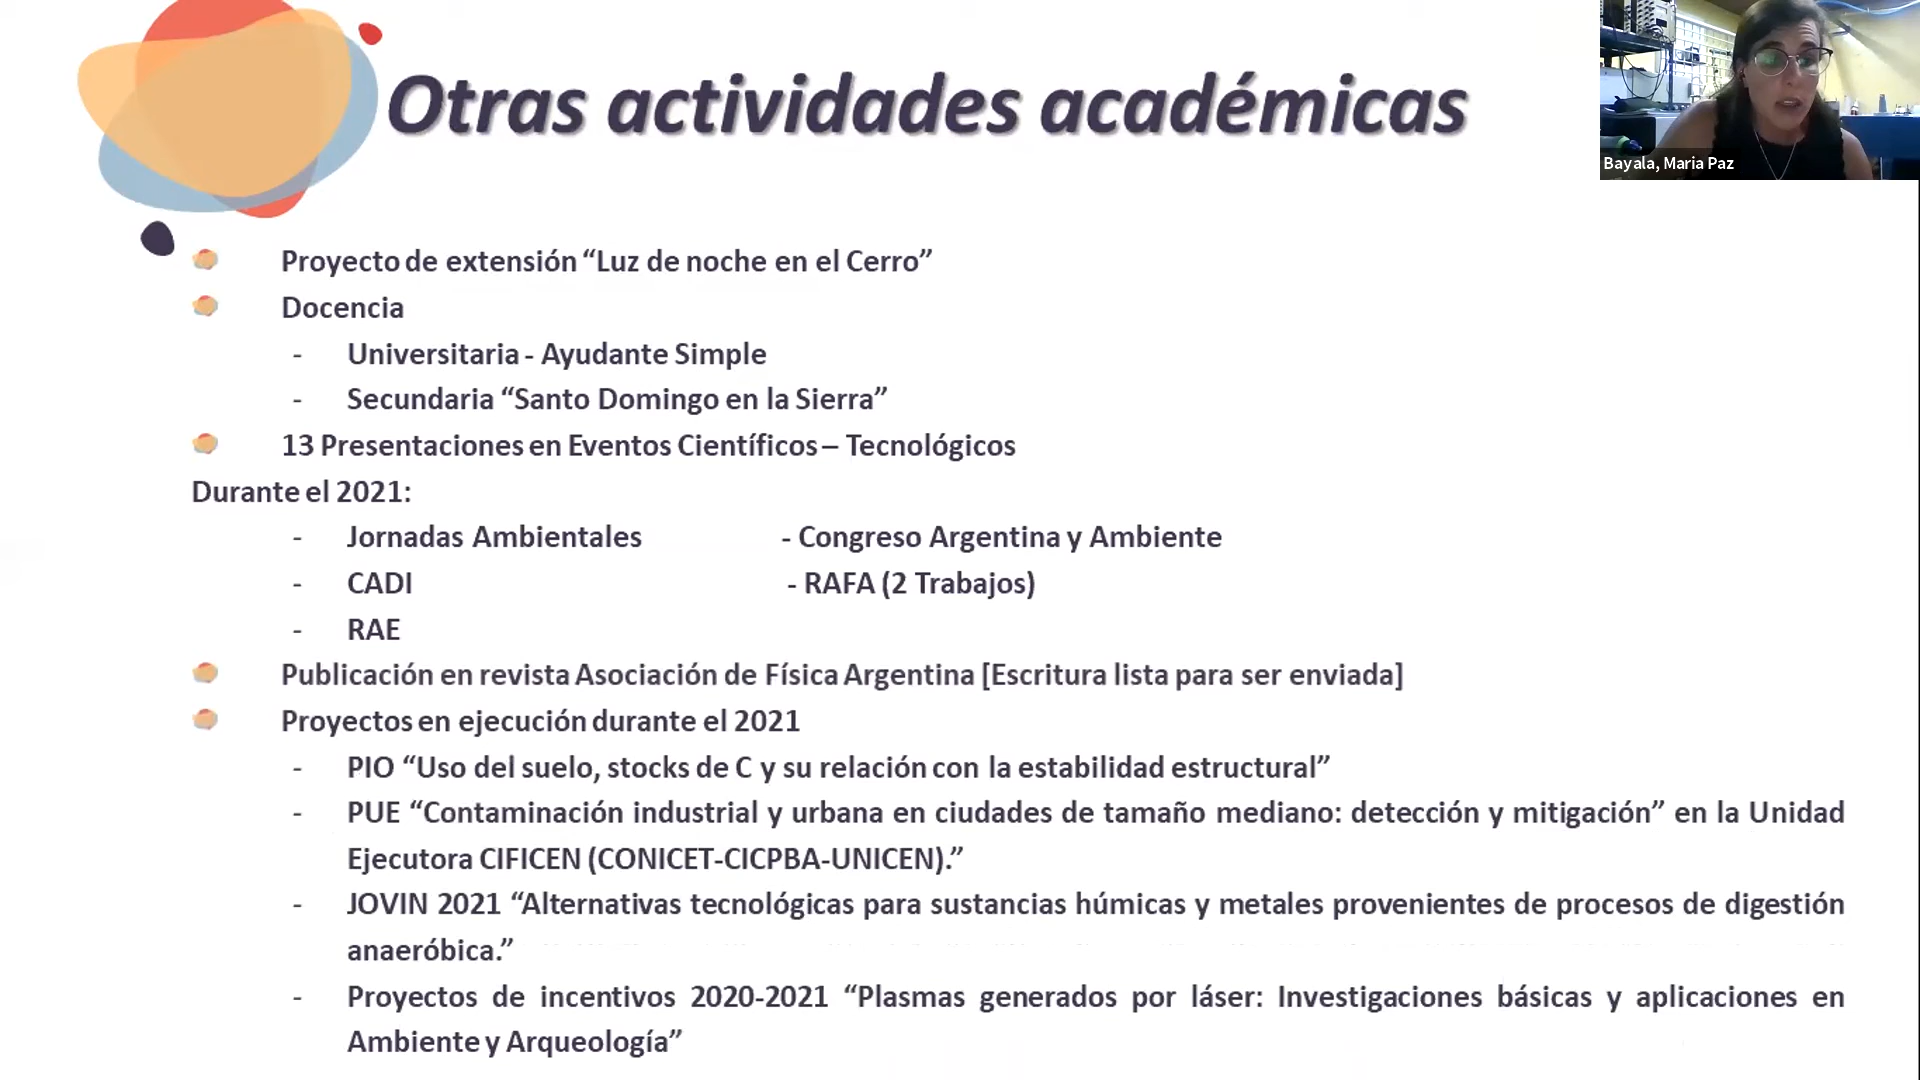 Otras actividades académicas
Bayala, Maria Paz
Proyecto de extensión “Luz de noche en el Cerro”
Docencia
- Universitaria - Ayudante Simple
- Secundaria “Santo Domingo en la Sierra”
13 Presentaciones en Eventos Científicos – Tecnológicos
Durante el 2021:
- Jornadas Ambientales - Congreso Argentina y Ambiente
- CADI - RAFA (2 Trabajos)
- RAE
Publicación en revista Asociación de Física Argentina [Escritura lista para ser enviada]
Proyectos en ejecución durante el 2021
- PIO “Uso del suelo, stocks de C y su relación con la estabilidad estructural”
- PUE “Contaminación industrial y urbana en ciudades de tamaño mediano: detección y mitigación” en la Unidad
Ejecutora CIFICEN (CONICET-CICPBA-UNICEN).”
- JOVIN 2021 “Alternativas tecnológicas para sustancias húmicas y metales provenientes de procesos de digestión
anaeróbica.”
- Proyectos de incentivos 2020-2021 “Plasmas generados por láser: Investigaciones básicas y aplicaciones en
Ambiente y Arqueología”